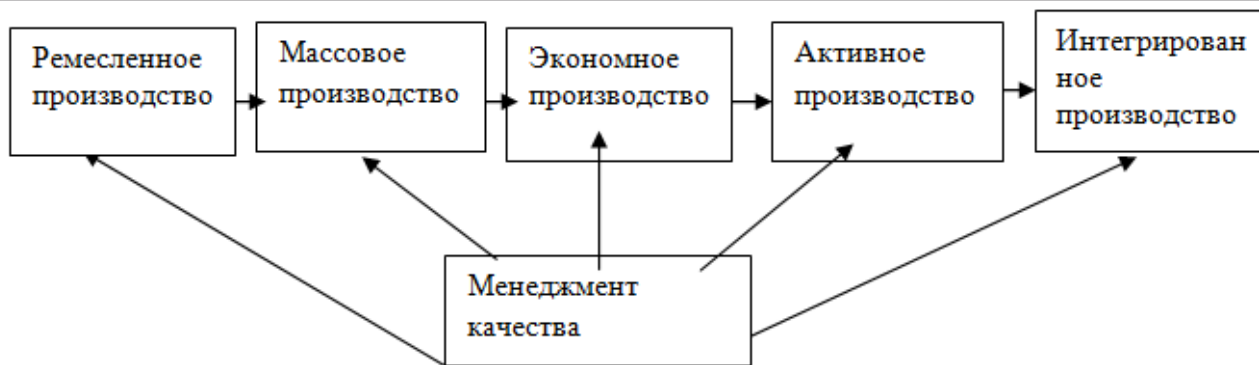 Ремесленное
производство
Массовое
производство
Экономное
производство
Активное
производство
Интегрирован
ное
производство
Менеджмент
качества